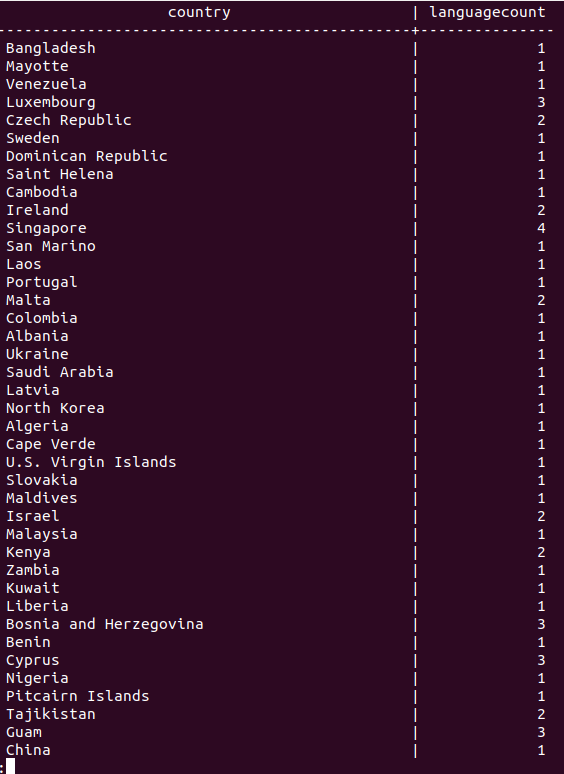 country | languagecount
----------------------------------------------+---------------
Bangladesh | 1
Mayotte | 1
Venezuela | 1
Luxembourg | 3
Czech Republic | 2
Sweden | 1
Dominican Republic | 1
Saint Helena | 1
Cambodia | 1
Ireland | 2
Singapore | 4
San Marino | 1
Laos | 1
Portugal | 1
Malta | 2
Colombia | 1
Albania | 1
Ukraine | 1
Saudi Arabia | 1
Latvia | 1
North Korea | 1
Algeria | 1
Cape Verde | 1
U.S. Virgin Islands | 1
Slovakia | 1
Maldives | 1
Israel | 2
Malaysia | 1
Kenya | 2
Zambia | 1
Kuwait | 1
Liberia | 1
Bosnia and Herzegovina | 3
Benin | 1
Cyprus | 3
Nigeria | 1
Pitcairn Islands | 1
Tajikistan | 2
Guam | 3
China | 1
: